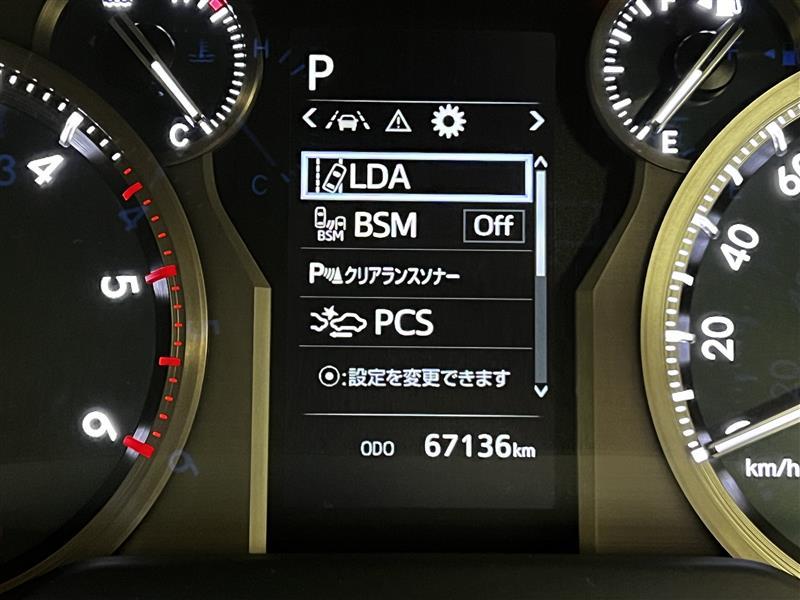 P
LDA
BSM BSM Off
P クリアランスソナー
PCS
:設定を変更できます
ODO 67136km
H
C
4
5
6
F
E
60
40
20
0
km/h